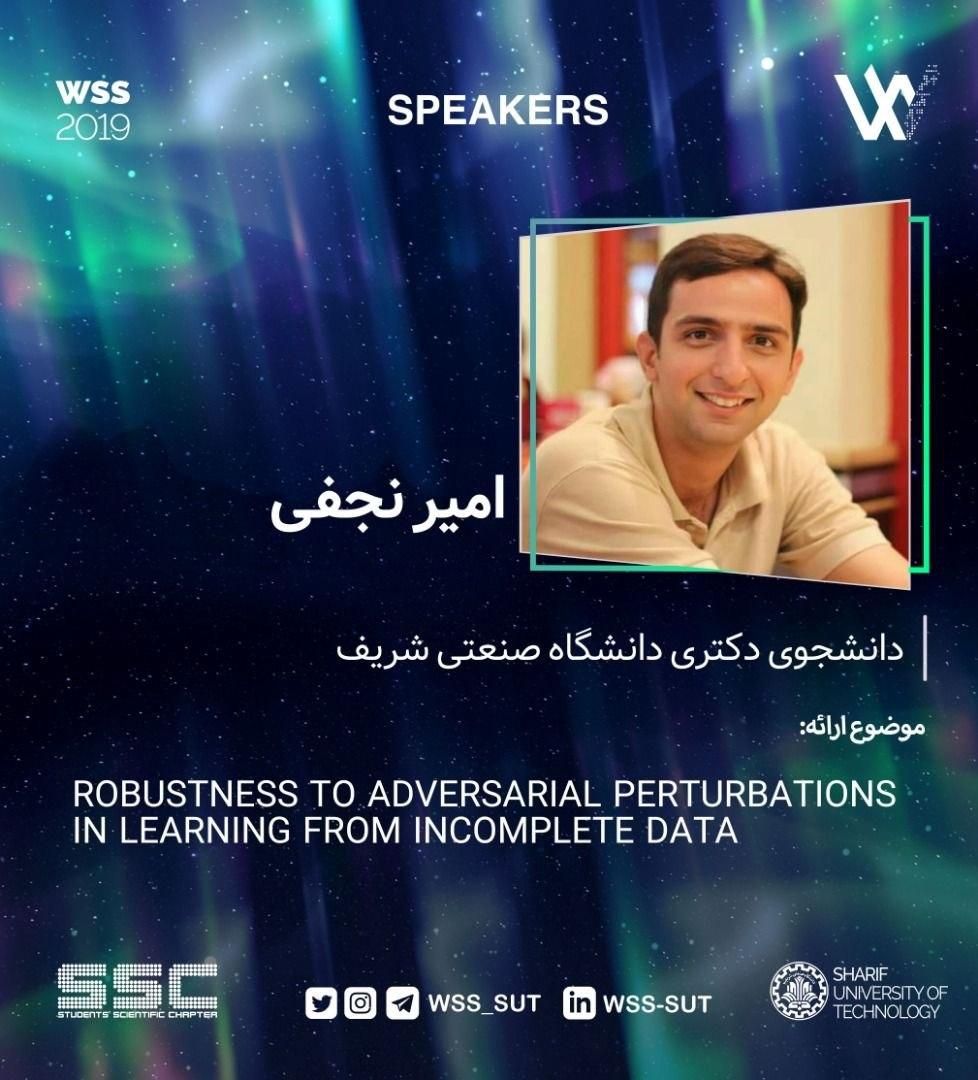 WSS
2019
SPEAKERS
امیر نجفی
دانشجوی دکتری دانشگاه صنعتی شریف
موضوع ارائه:
ROBUSTNESS TO ADVERSARIAL PERTURBATIONS
IN LEARNING FROM INCOMPLETE DATA
SSC
STUDENTS' SCIENTIFIC CHAPTER
WSS_SUT
in WSS-SUT
SHARIF
UNIVERSITY OF
TECHNOLOGY